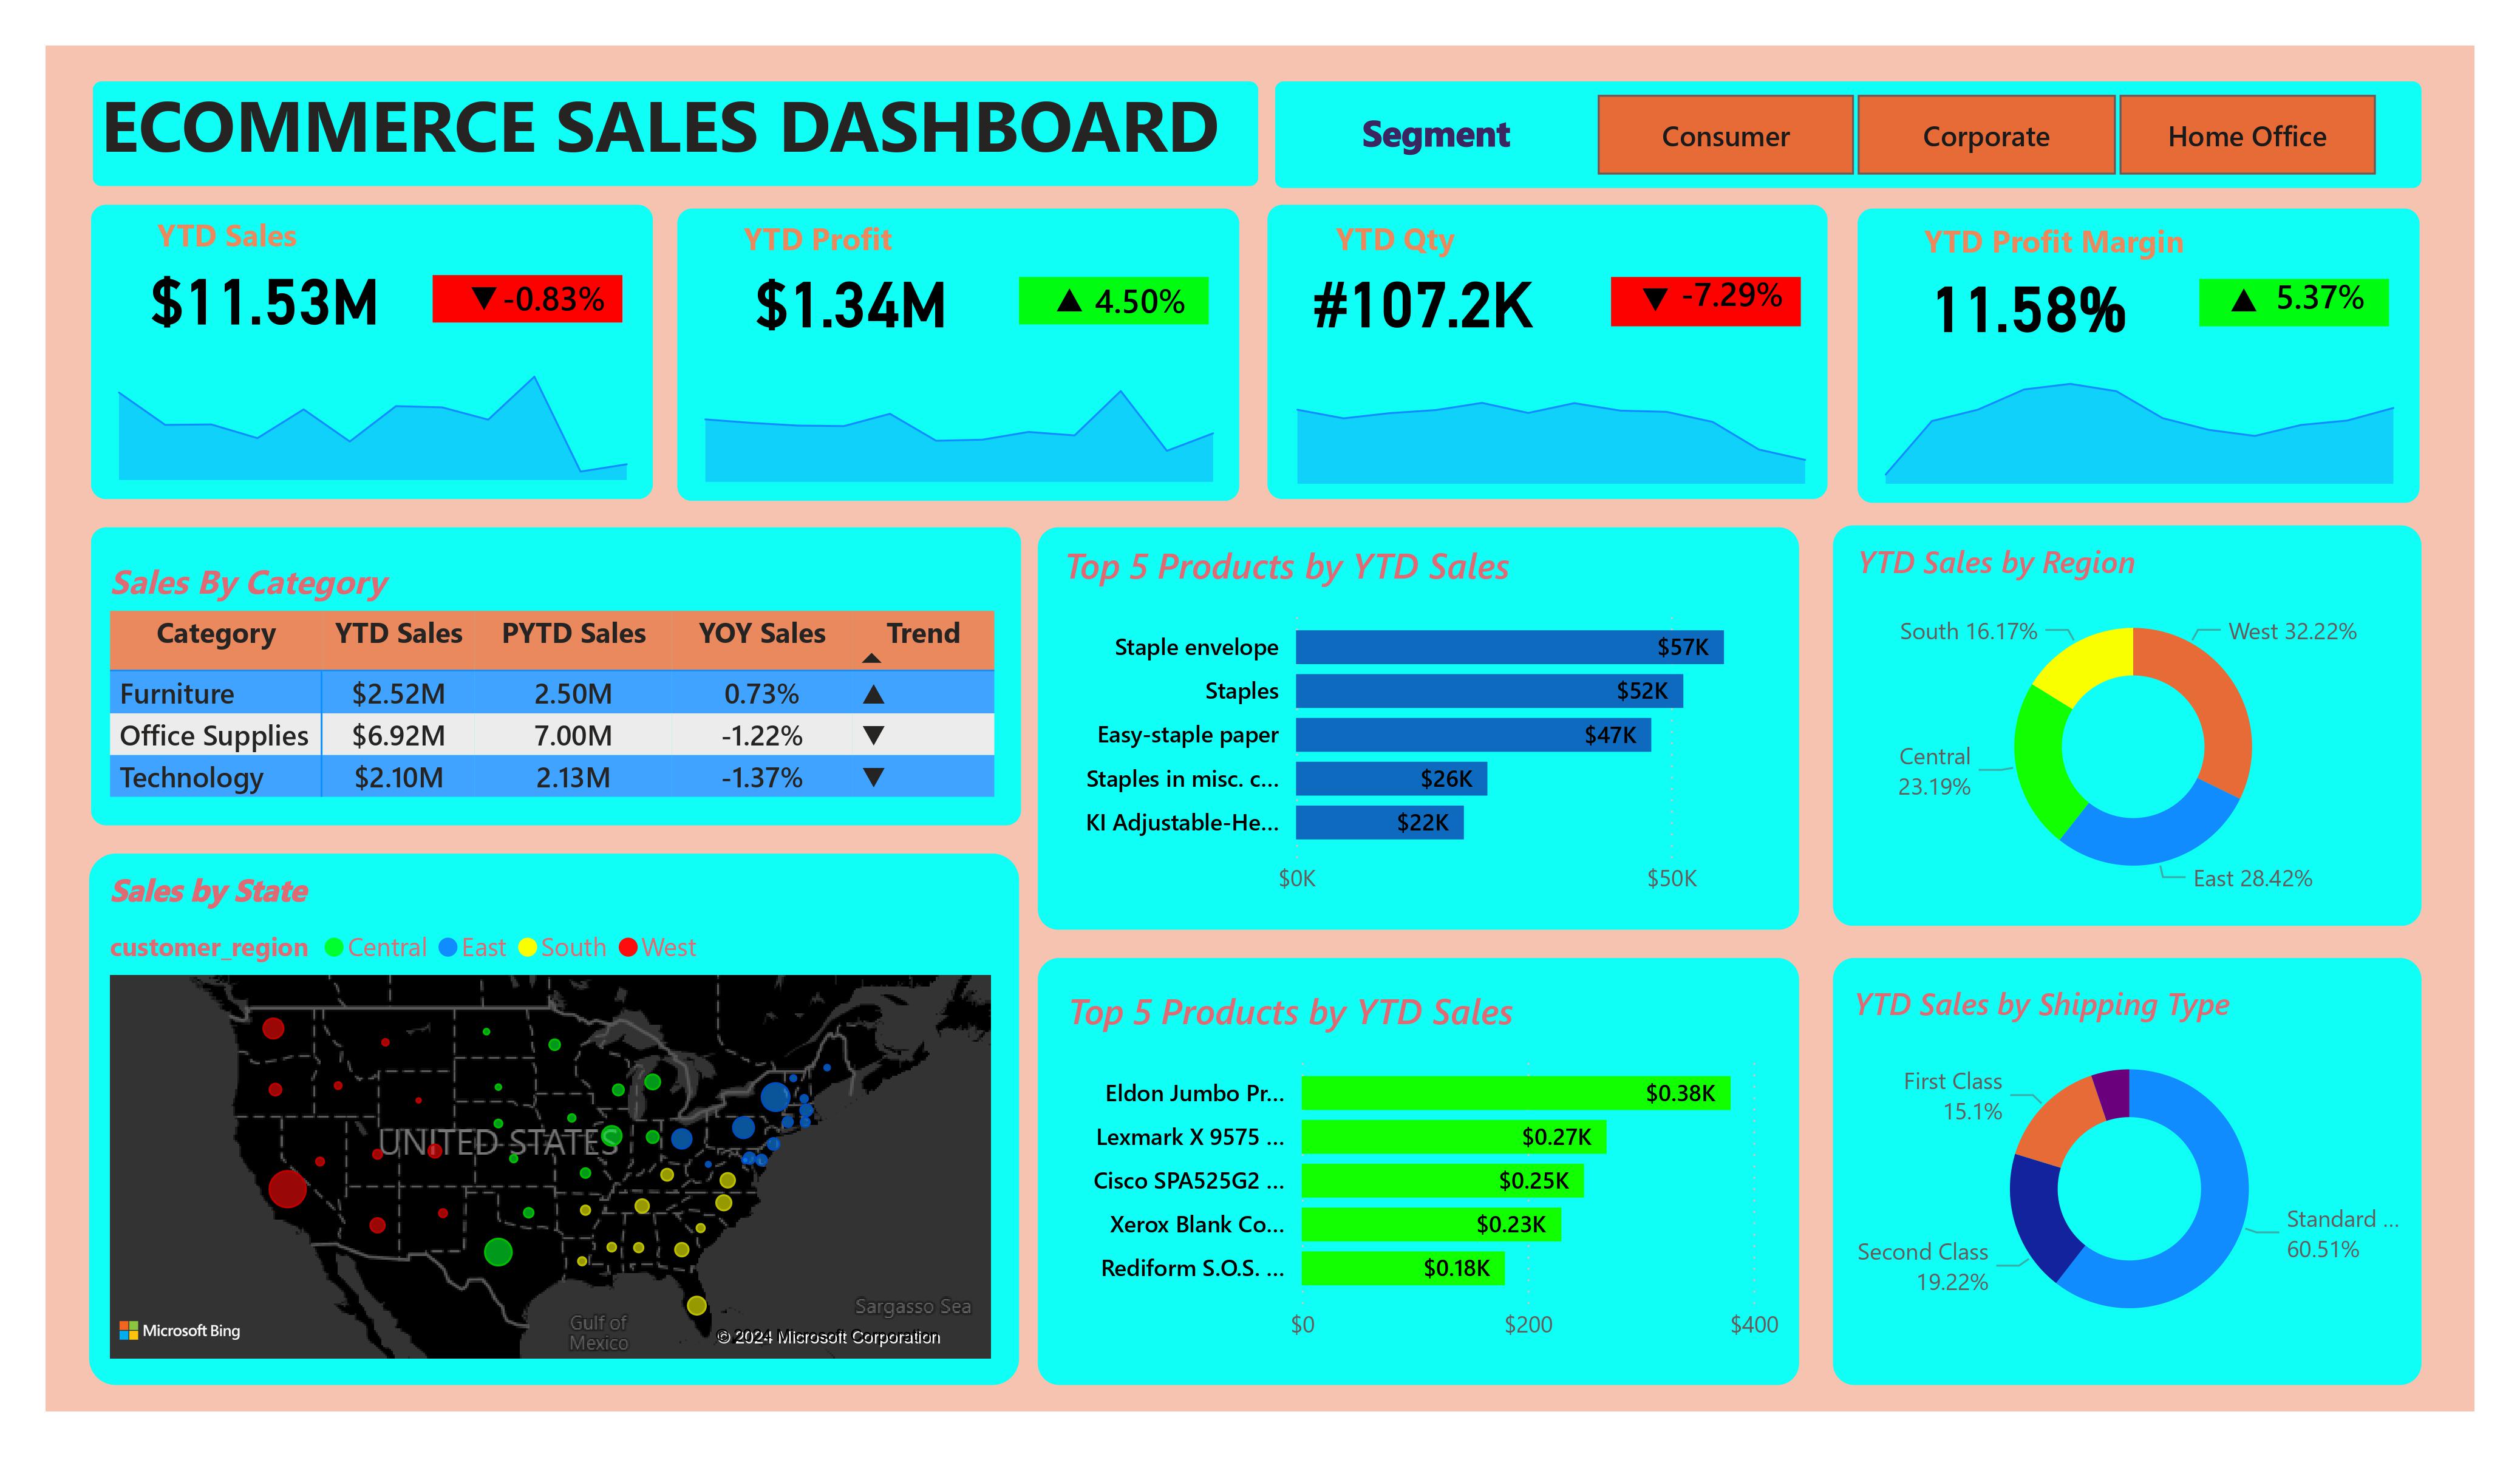 ECOMMERCE SALES DASHBOARD
Segment
Consumer
Corporate
Home Office
YTD Sales
$11.53M
▼-0.83%
YTD Profit
$1.34M
▲ 4.50%
YTD Qty
#107.2K
▼ -7.29%
YTD Profit Margin
11.58%
▲ 5.37%
Sales By Category
Category YTD Sales PYTD Sales YOY Sales Trend
Furniture $2.52M 2.50M 0.73% ▲
Office Supplies $6.92M 7.00M -1.22% ▼
Technology $2.10M 2.13M -1.37% ▼
Top 5 Products by YTD Sales
Staple envelope $57K
Staples $52K
Easy-staple paper $47K
Staples in misc. c... $26K
KI Adjustable-He... $22K
$0K $50K
YTD Sales by Region
South 16.17%
West 32.22%
Central
23.19%
East 28.42%
Sales by State
customer_region Central East South West
UNITED STATES
Sargasso Sea
Gulf of
Mexico
Microsoft Bing
© 2024 Microsoft Corporation
Top 5 Products by YTD Sales
Eldon Jumbo Pr... $0.38K
Lexmark X 9575 ... $0.27K
Cisco SPA525G2 ... $0.25K
Xerox Blank Co... $0.23K
Rediform S.O.S. ... $0.18K
$0 $200 $400
YTD Sales by Shipping Type
First Class
15.1%
Second Class
19.22%
Standard ...
60.51%